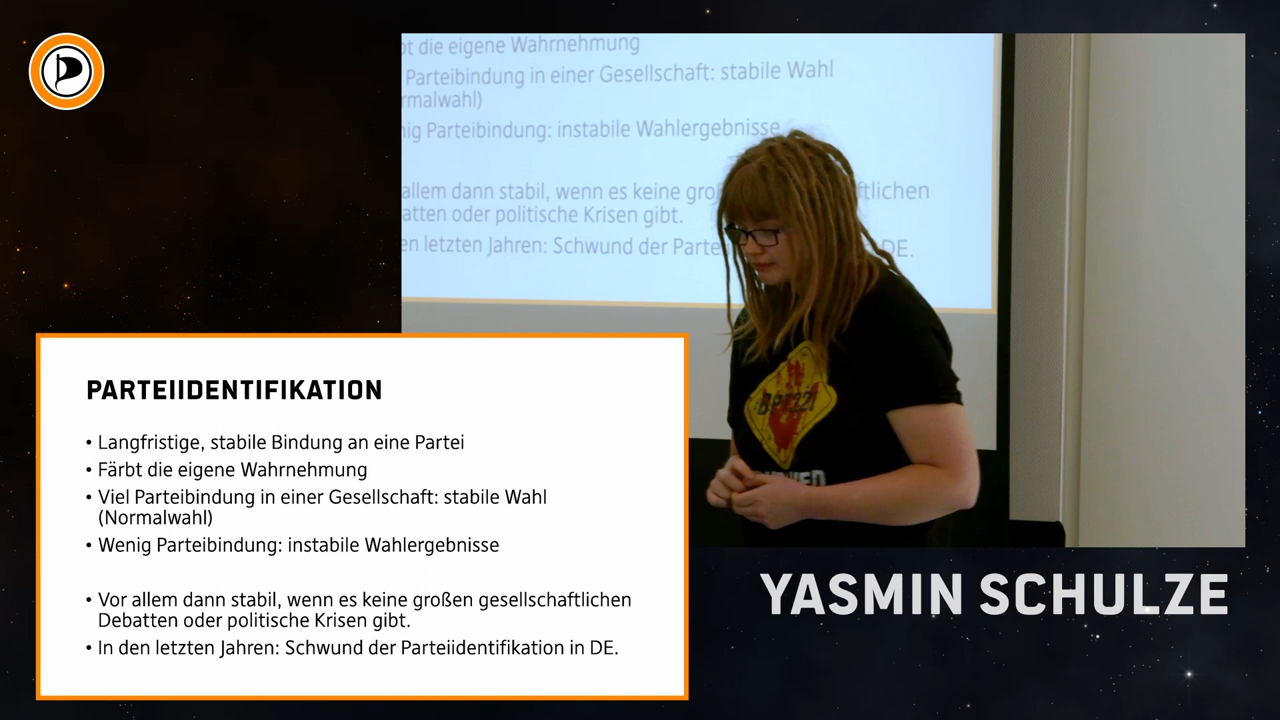 bt die eigene Wahrnehmung
Parteibindung in einer Gesellschaft: stabile Wahl
rmalwahl)
nig Parteibindung: instabile Wahlergebnisse
allem dann stabil, wenn es keine groß ftlichen
atten oder politische Krisen gibt.
en letzten Jahren: Schwund der Parte DE.
PARTEIIDENTIFIKATION
• Langfristige, stabile Bindung an eine Partei
• Färbt die eigene Wahrnehmung
• Viel Parteibindung in einer Gesellschaft: stabile Wahl
(Normalwahl)
• Wenig Parteibindung: instabile Wahlergebnisse
• Vor allem dann stabil, wenn es keine großen gesellschaftlichen
Debatten oder politische Krisen gibt.
• In den letzten Jahren: Schwund der Parteiidentifikation in DE.
YASMIN SCHULZE